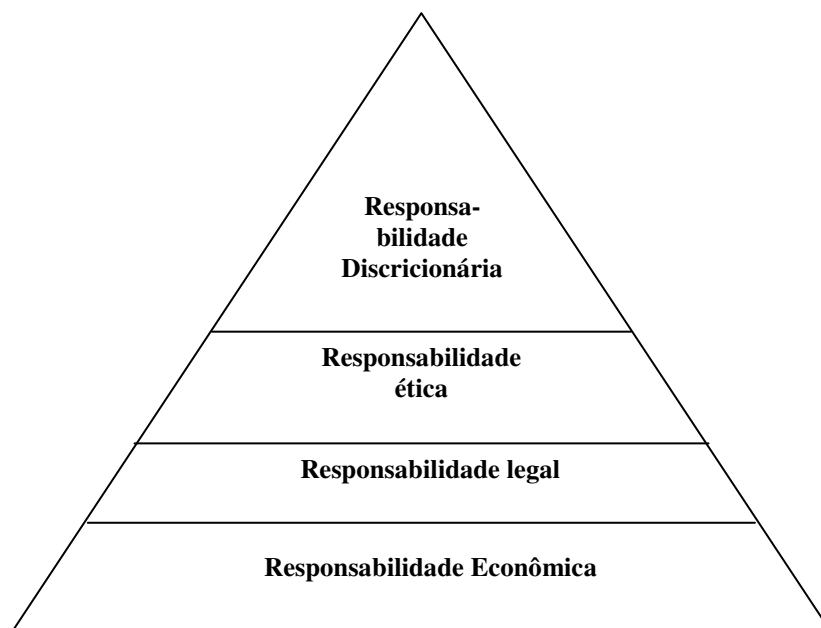 Responsa-
bilidade
Discricionária
Responsabilidade
ética
Responsabilidade legal
Responsabilidade Econômica